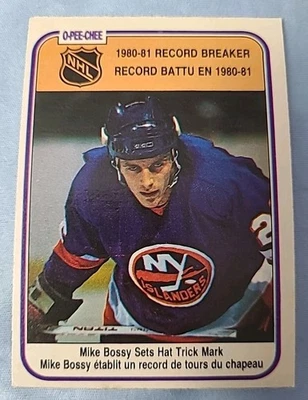 O-PEE-CHEE
NHL
1980-81 RECORD BREAKER
RECORD BATTU EN 1980-81
NY
ISLANDERS
2
Mike Bossy Sets Hat Trick Mark
Mike Bossy établit un record de tours du chapeau